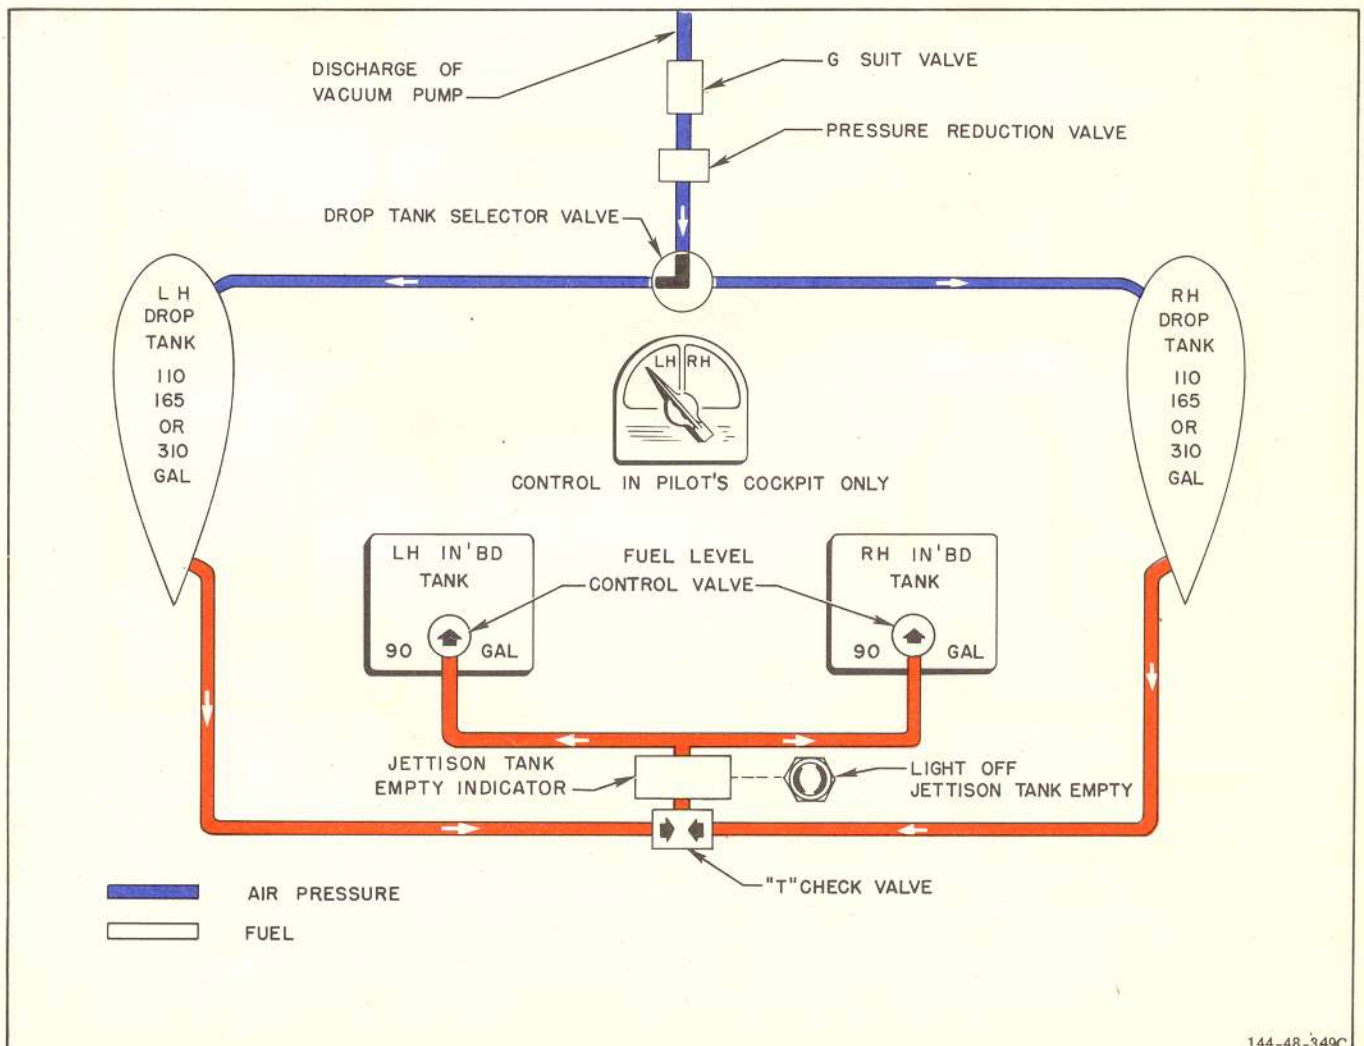 DISCHARGE OF
VACUUM PUMP
G SUIT VALVE
PRESSURE REDUCTION VALVE
DROP TANK SELECTOR VALVE
L H
DROP
TANK
110
165
OR
310
GAL
RH
DROP
TANK
110
165
OR
310
GAL
LH RH
CONTROL IN PILOT'S COCKPIT ONLY
LH IN'BD
TANK
90 GAL
FUEL LEVEL
CONTROL VALVE
RH IN'BD
TANK
90 GAL
JETTISON TANK
EMPTY INDICATOR
LIGHT OFF
JETTISON TANK EMPTY
"T" CHECK VALVE
AIR PRESSURE
FUEL
144-48-349C